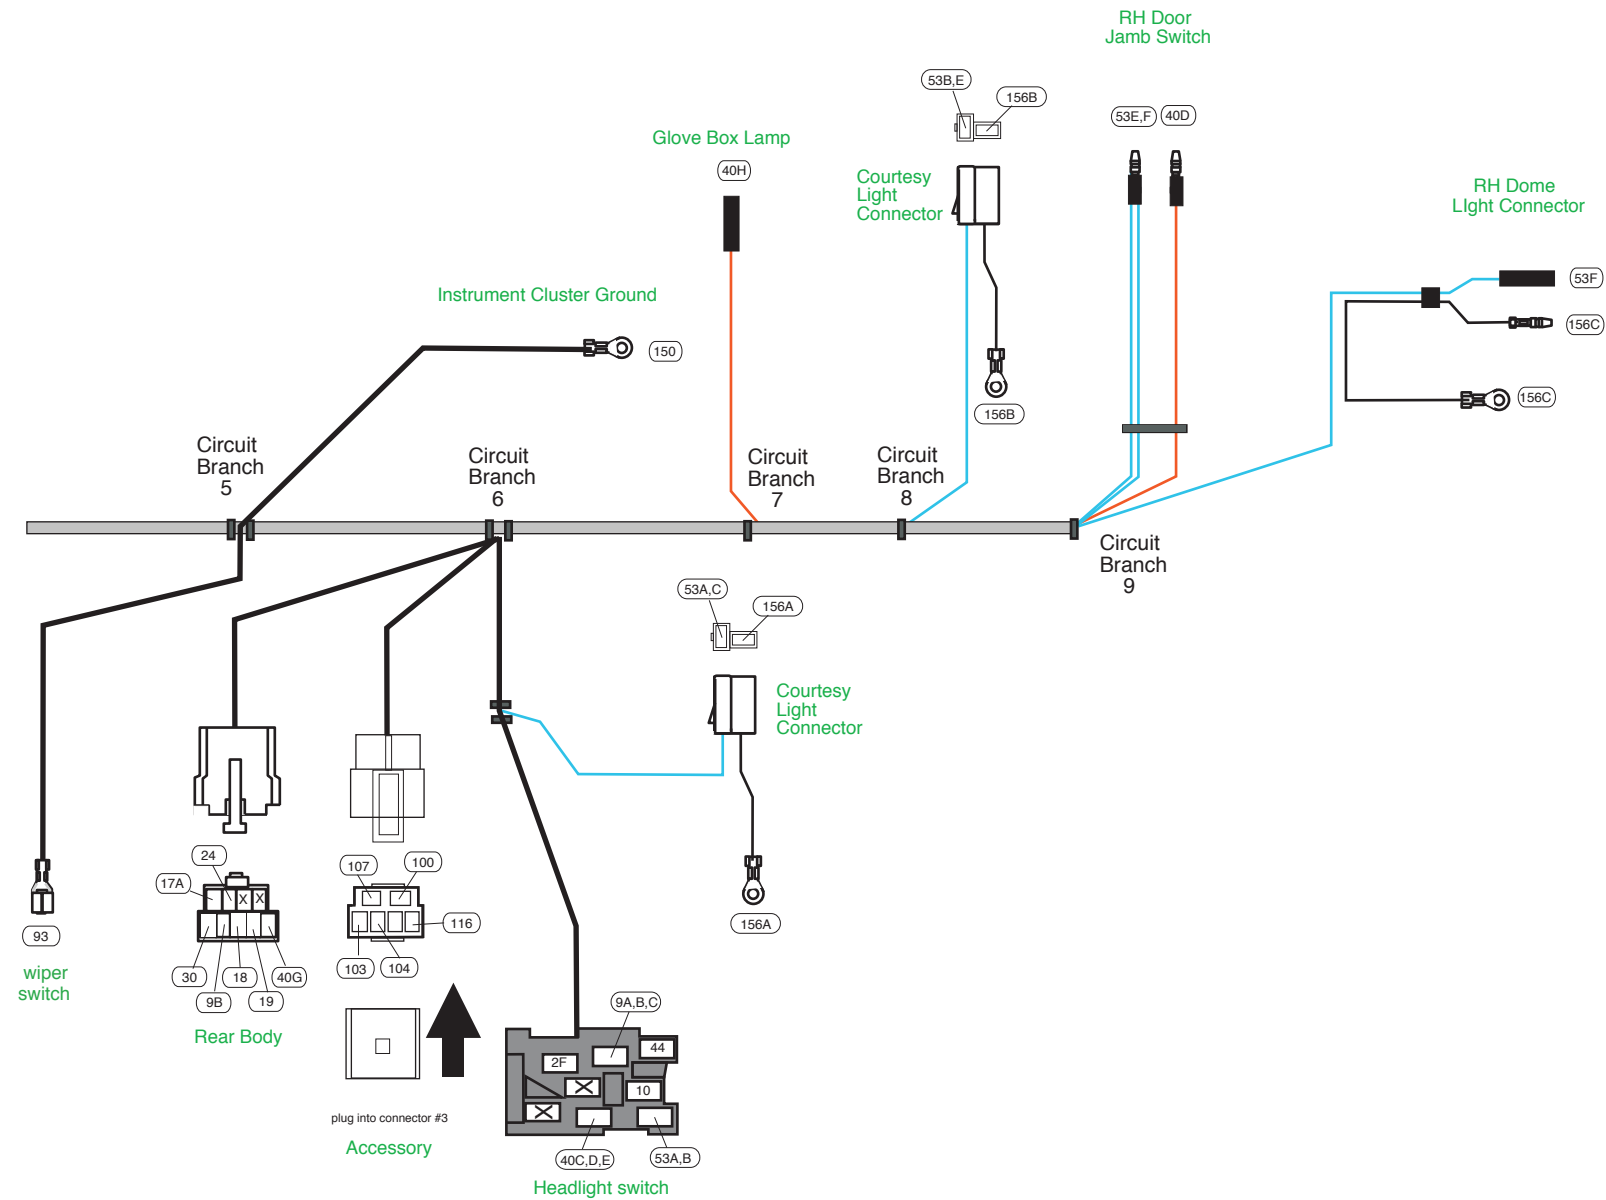 RH Door
Jamb Switch
53B,E
156B
53E,F
40D
Glove Box Lamp
40H
Courtesy
Light
Connector
RH Dome
LIght Connector
53F
156C
156C
Instrument Cluster Ground
150
156B
Circuit
Branch
5
Circuit
Branch
6
Circuit
Branch
7
Circuit
Branch
8
Circuit
Branch
9
53A,C
156A
Courtesy
Light
Connector
156A
93
wiper
switch
24
17A
X
X
30
9B
18
19
40G
Rear Body
107
100
116
103
104
plug into connector #3
Accessory
9A,B,C
2F
44
10
X
X
40C,D,E
53A,B
Headlight switch